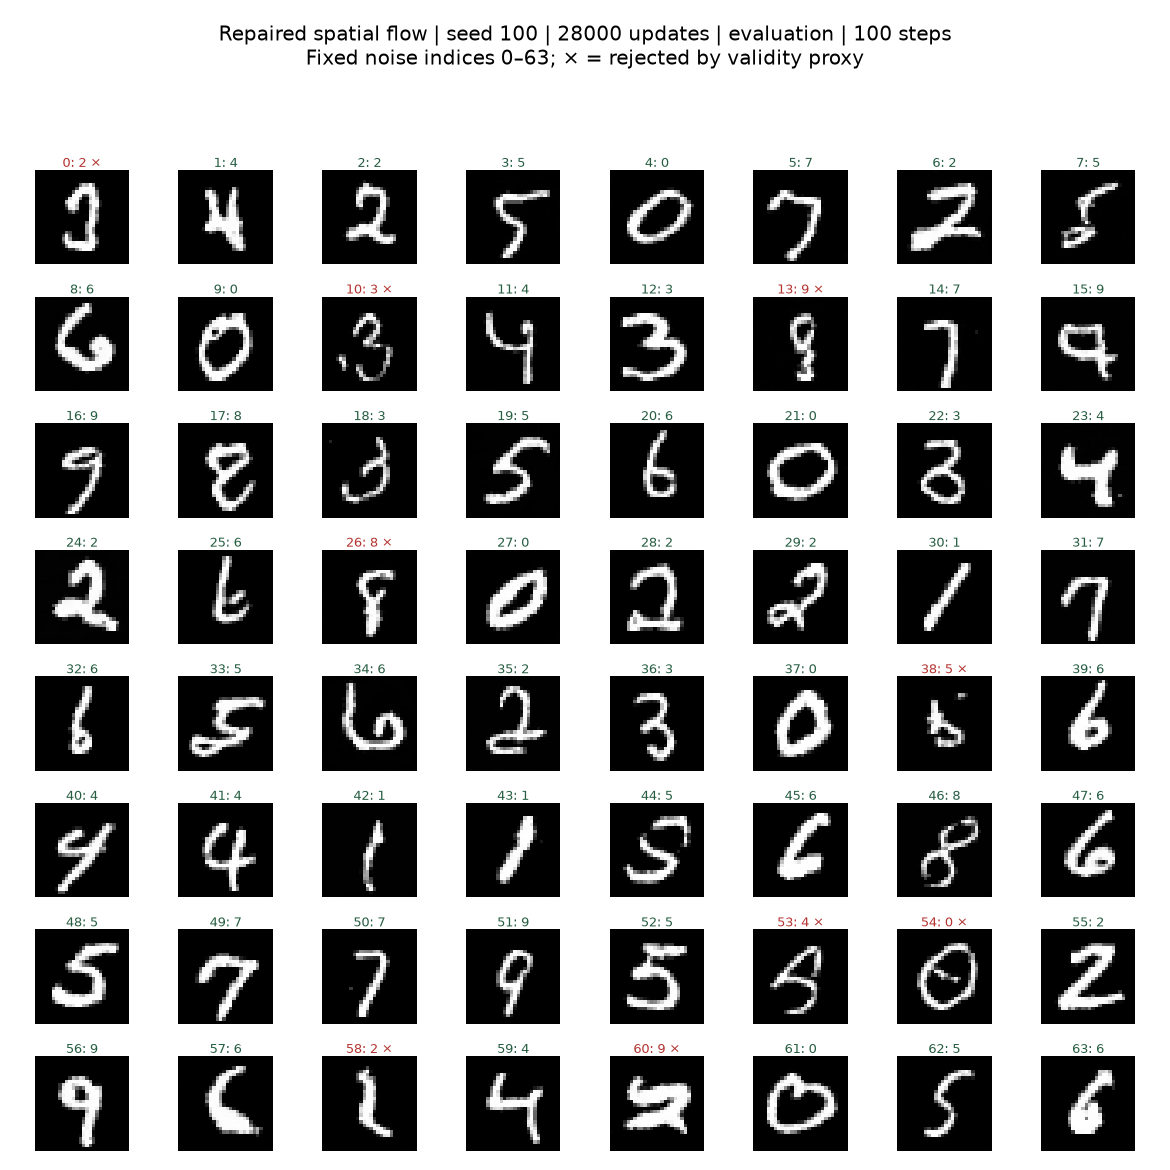 Repaired spatial flow | seed 100 | 28000 updates | evaluation | 100 steps
Fixed noise indices 0–63; × = rejected by validity proxy
0: 2 × 1: 4 2: 2 3: 5 4: 0 5: 7 6: 2 7: 5
8: 6 9: 0 10: 3 × 11: 4 12: 3 13: 9 × 14: 7 15: 9
16: 9 17: 8 18: 3 19: 5 20: 6 21: 0 22: 3 23: 4
24: 2 25: 6 26: 8 × 27: 0 28: 2 29: 2 30: 1 31: 7
32: 6 33: 5 34: 6 35: 2 36: 3 37: 0 38: 5 × 39: 6
40: 4 41: 4 42: 1 43: 1 44: 5 45: 6 46: 8 47: 6
48: 5 49: 7 50: 7 51: 9 52: 5 53: 4 × 54: 0 × 55: 2
56: 9 57: 6 58: 2 × 59: 4 60: 9 × 61: 0 62: 5 63: 6